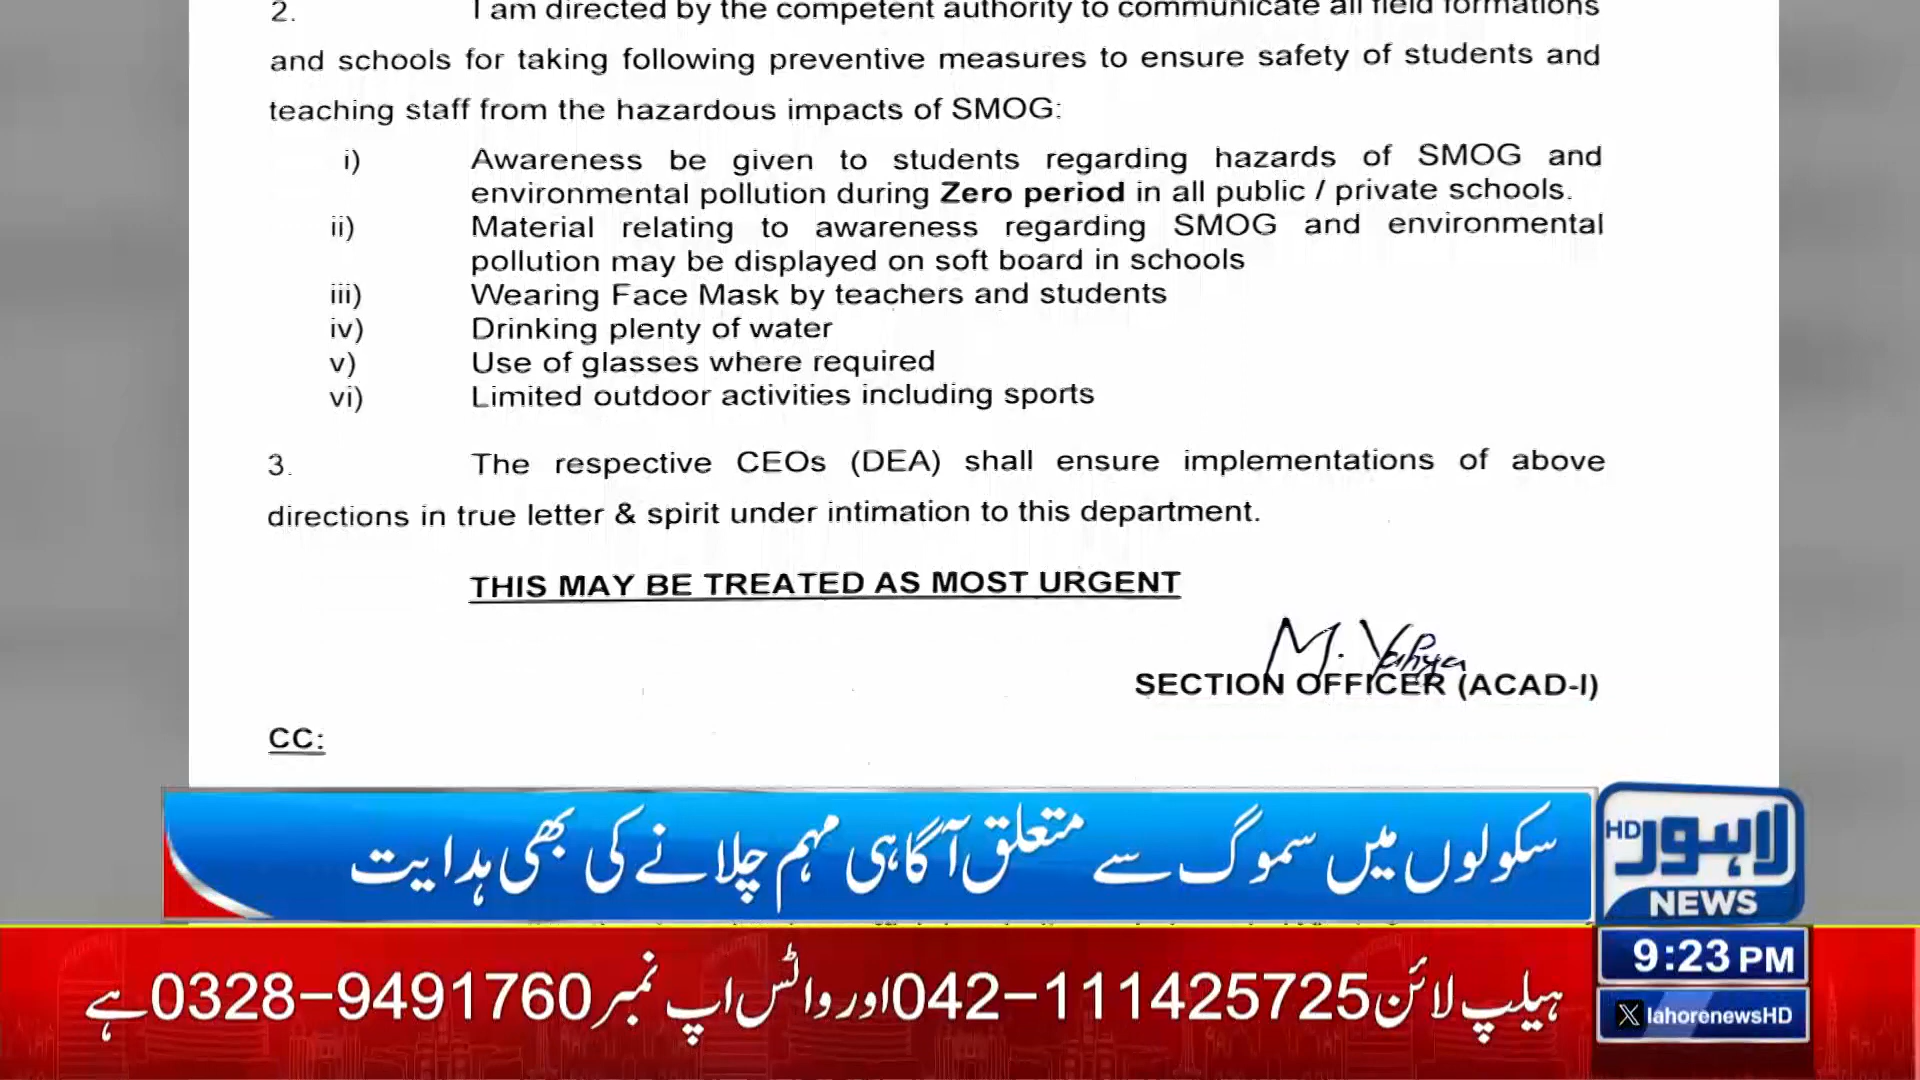 2. I am directed by the competent authority to communicate all field formations
and schools for taking following preventive measures to ensure safety of students and
teaching staff from the hazardous impacts of SMOG:
i) Awareness be given to students regarding hazards of SMOG and
environmental pollution during Zero period in all public / private schools.
ii) Material relating to awareness regarding SMOG and environmental
pollution may be displayed on soft board in schools
iii) Wearing Face Mask by teachers and students
iv) Drinking plenty of water
v) Use of glasses where required
vi) Limited outdoor activities including sports
3. The respective CEOs (DEA) shall ensure implementations of above
directions in true letter & spirit under intimation to this department.
THIS MAY BE TREATED AS MOST URGENT
M. Yahya
SECTION OFFICER (ACAD-I)
CC:
سکولوں میں سموگ سے متعلق آگاہی مہم چلانے کی بھی ہدایت
لاہور HD
NEWS
9:23 PM
ہیلپ لائن 042-111425725 اور واٹس اپ نمبر 0328-9491760 ہے
X lahorenewsHD